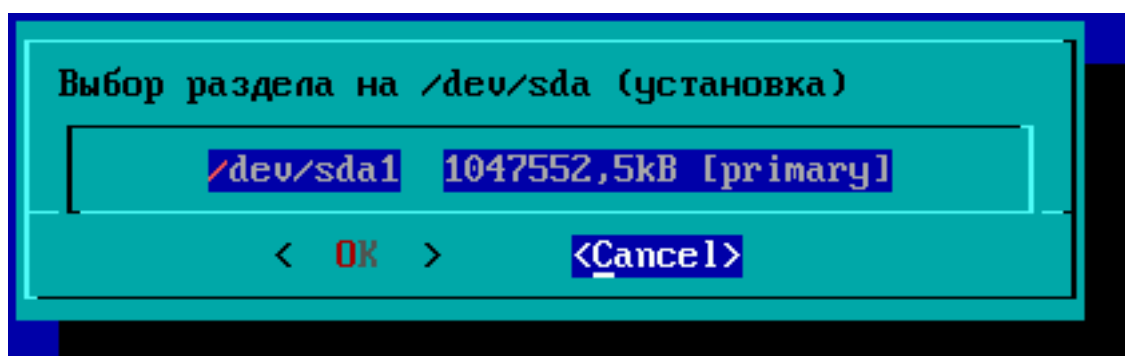 Выбор раздела на /dev/sda (установка)
/dev/sda1 1047552,5kB [primary]
< OK > <Cancel>